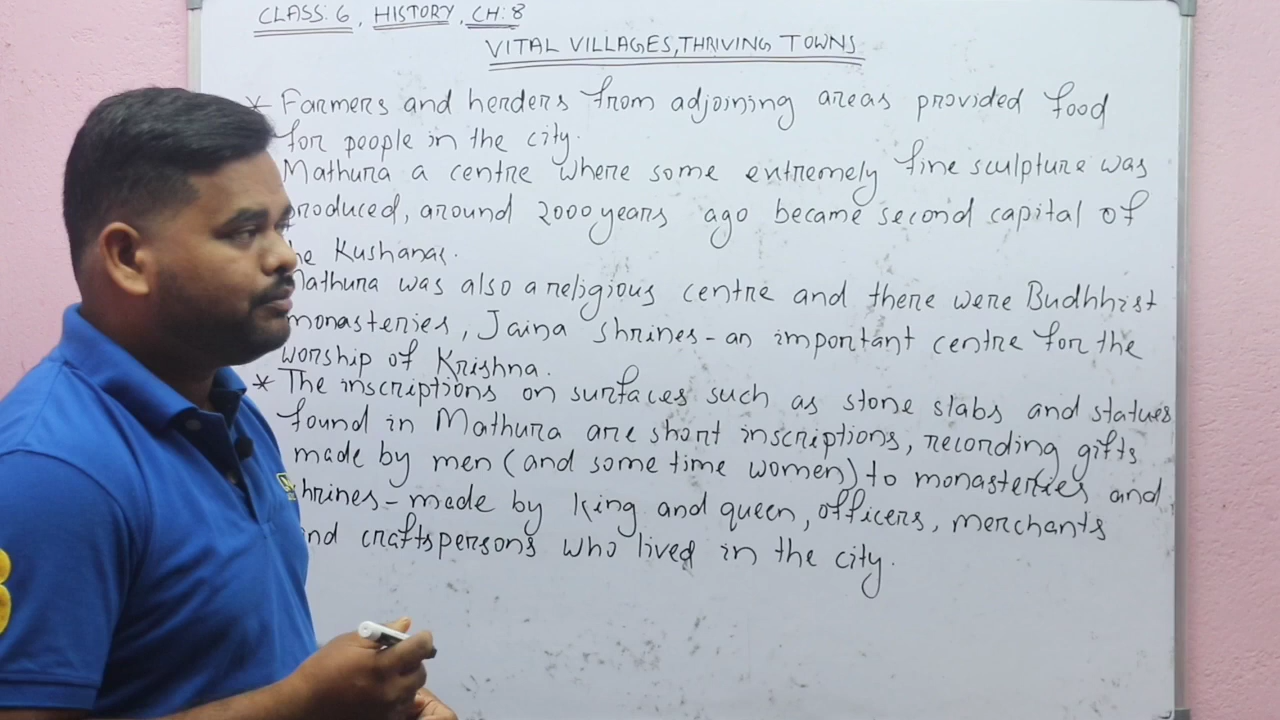 CLASS: 6, HISTORY, CH: 8
VITAL VILLAGES, THRIVING TOWNS
* Farmers and herders from adjoining areas provided food
for people in the city.
Mathura a centre where some extremely fine sculpture was
produced, around 2000 years ago became second capital of
he Kushanas.
Mathura was also a religious centre and there were Budhhist
monasteries, Jaina shrines - an important centre for the
worship of Krishna.
* The inscriptions on surfaces such as stone slabs and statues
found in Mathura are short inscriptions, recording gifts
made by men (and some time women) to monasteries and
hrines - made by king and queen, officers, merchants
nd craftspersons who lived in the city.